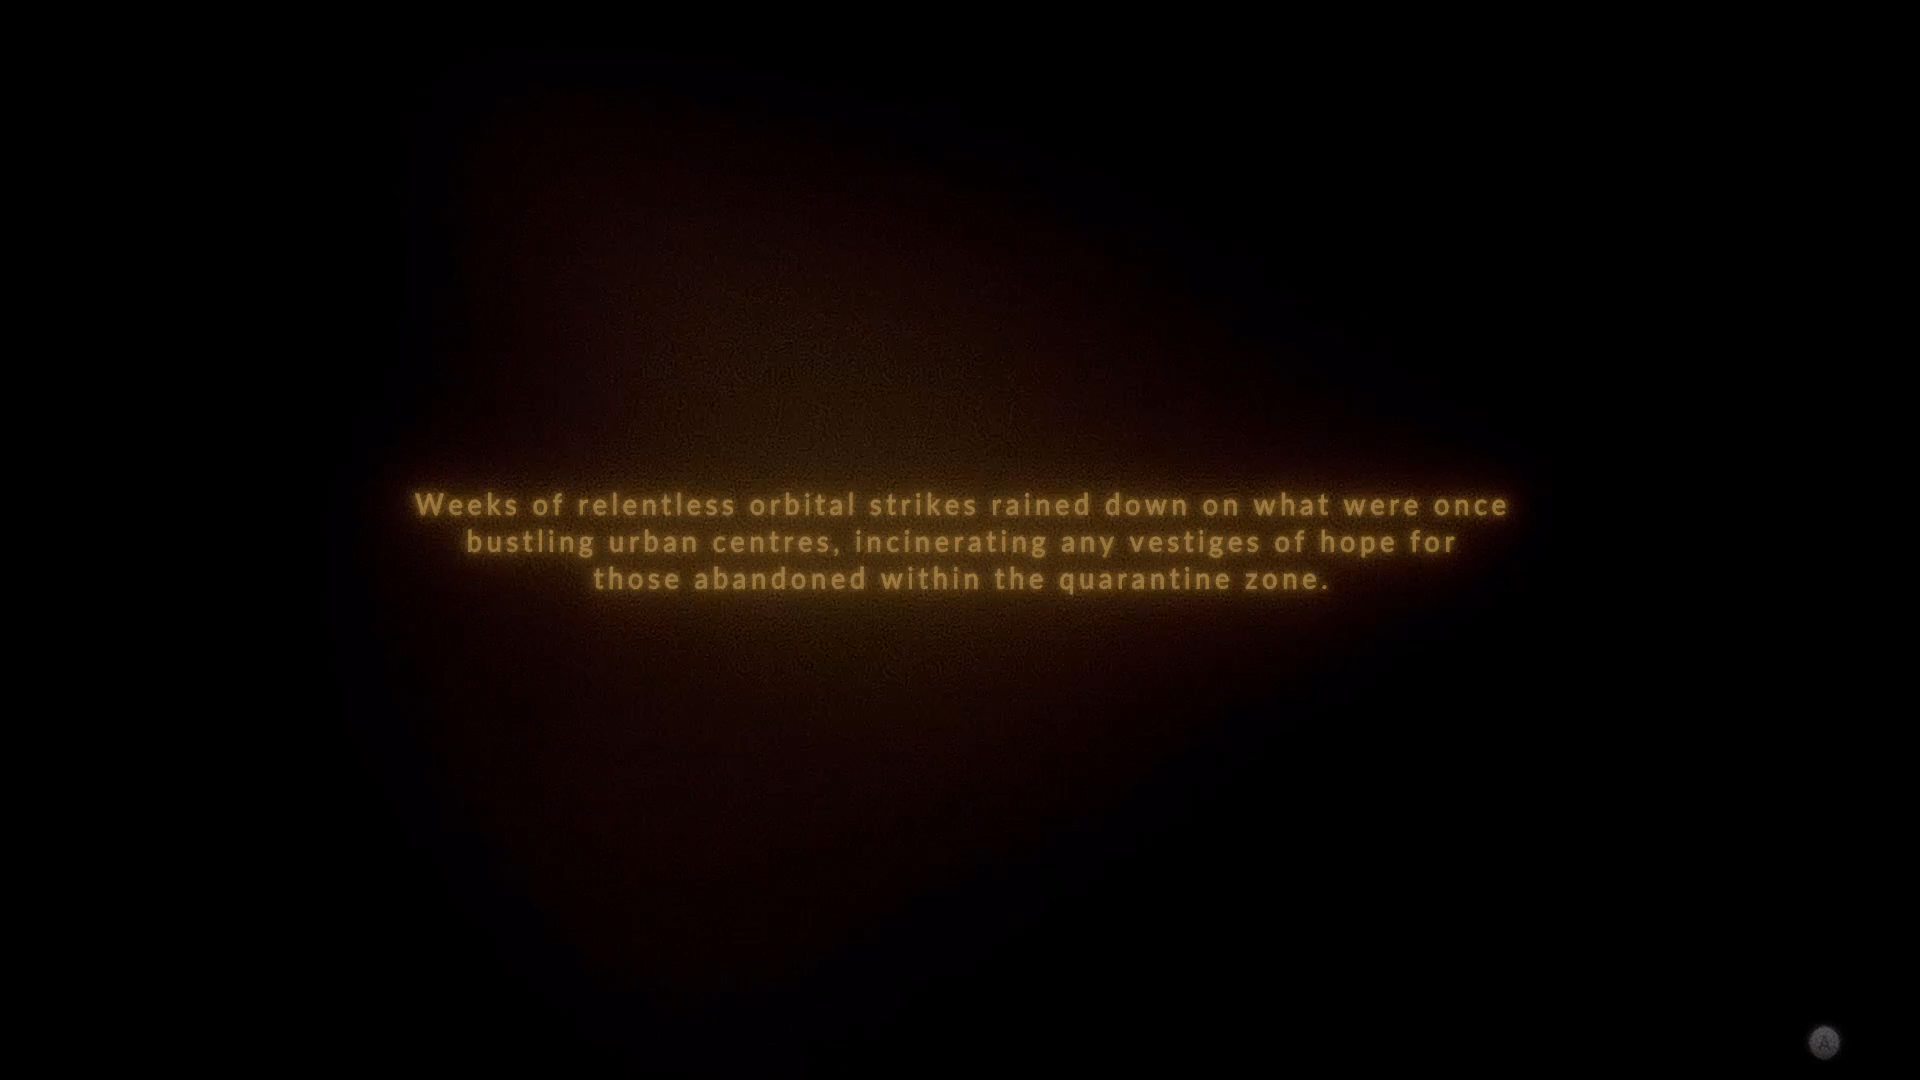 Weeks of relentless orbital strikes rained down on what were once
bustling urban centres, incinerating any vestiges of hope for
those abandoned within the quarantine zone.
A